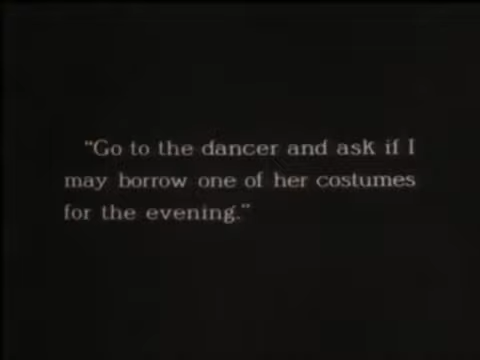 “Go to the dancer and ask if I
may borrow one of her costumes
for the evening.”